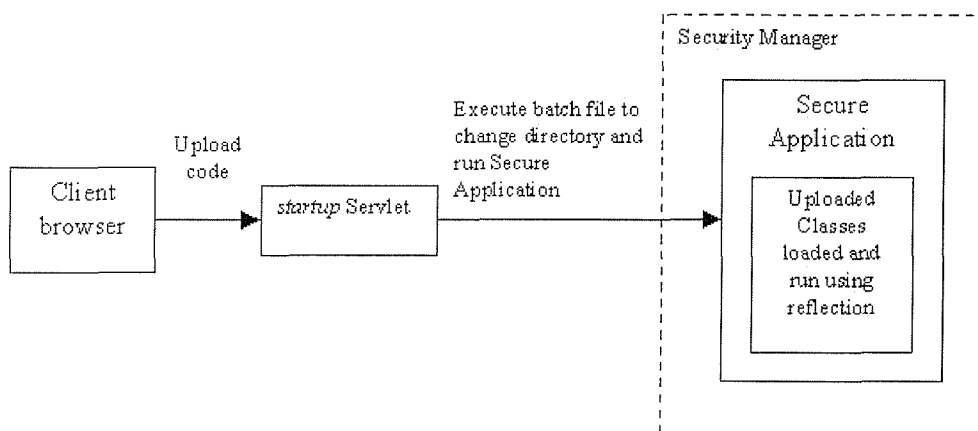 Security Manager
Secure
Application
Execute batch file to
change directory and
run Secure
Application
Upload
code
Client
browser
startup Servlet
Uploaded
Classes
loaded and
run using
reflection